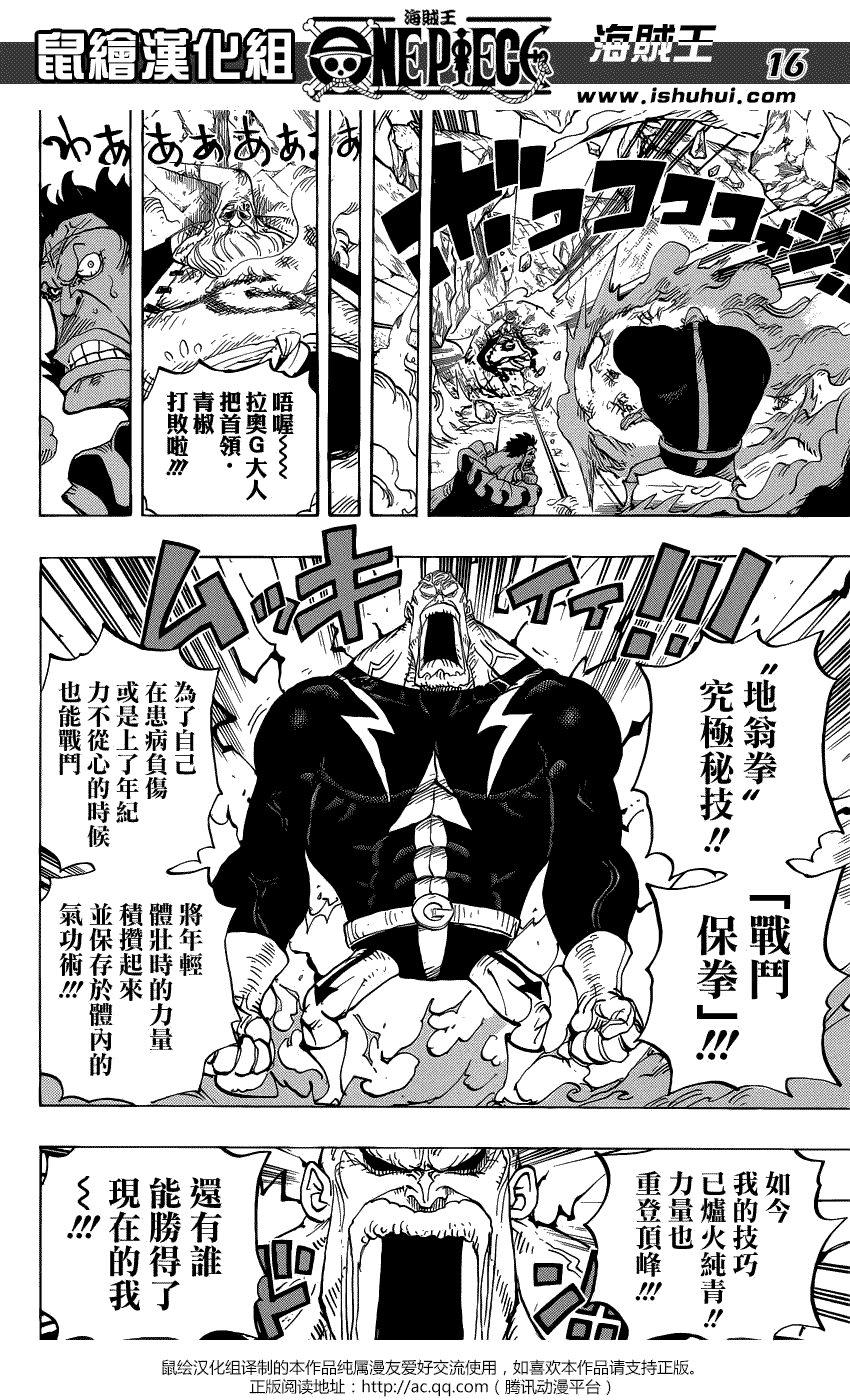 鼠繪漢化組
海賊王
ONE PIECE
海賊王
16
www.ishuhui.com
ボゴゴゴォン
わああああああ
唔喔～～
拉奧G大人
把首領·
青椒
打敗啦!!!
ムッキィィ!!!
〝地翁拳〞
究極秘技!!
「戰鬥
保拳」!!!
為了自己
在患病負傷
或是上了年紀
力不從心的時候
也能戰鬥
將年輕
體壯時的力量
積攢起來
並保存於體內的
氣功術!!!
G
如今
我的技巧
已爐火純青!!
力量也
重登頂峰!!!
還有誰
能勝得了
現在的我
～!!!
鼠绘汉化组译制的本作品纯属漫友爱好交流使用，如喜欢本作品请支持正版。
正版阅读地址：http://ac.qq.com（腾讯动漫平台）